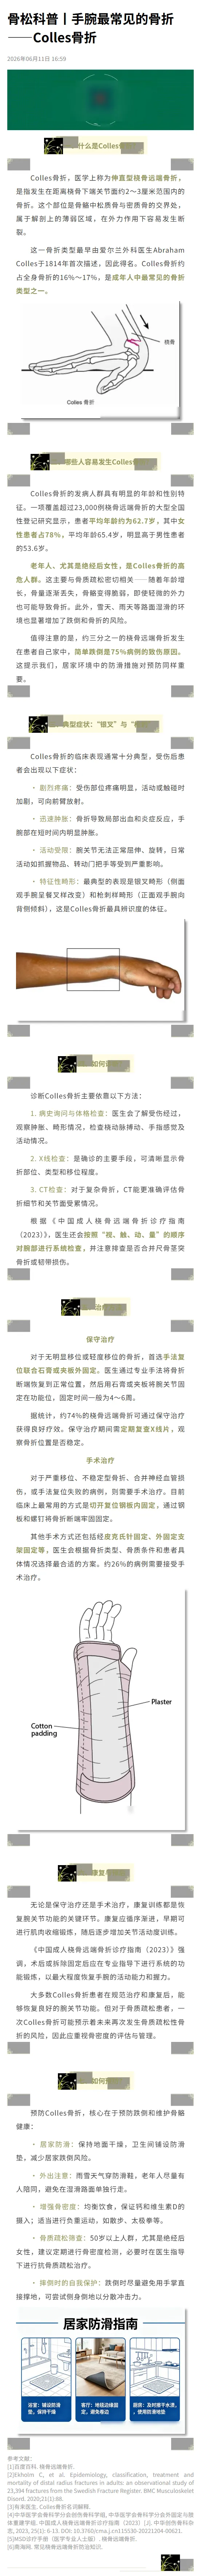 骨松科普丨手腕最常见的骨折
——Colles骨折
2026年06月11日 16:59
什么是Colles
Colles骨折，医学上称为伸直型桡骨远端骨折，
是指发生在距离桡骨下端关节面约2～3厘米范围内的
骨折。这个部位是骨骼中松质骨与密质骨的交界处，
属于解剖上的薄弱区域，在外力作用下容易发生断
裂。
这一骨折类型最早由爱尔兰外科医生Abraham
Colles于1814年首次描述，因此得名。Colles骨折约
占全身骨折的16%～17%，是成年人中最常见的骨折
类型之一。
桡骨
Colles 骨折
哪些人容易发生Colles
Colles骨折的发病人群具有明显的年龄和性别特
征。一项覆盖超过23,000例桡骨远端骨折的大型全国
性登记研究显示，患者平均年龄约为62.7岁，其中女
性患者占78%，平均年龄65.4岁，明显高于男性患者
的53.6岁。
老年人、尤其是绝经后女性，是Colles骨折的高
危人群。这主要与骨质疏松密切相关——随着年龄增
长，骨量逐渐丢失，骨骼变得脆弱，即使轻微的外力
也可能导致骨折。此外，雪天、雨天等路面湿滑的环
境也显著增加了跌倒和骨折的风险。
值得注意的是，约三分之一的桡骨远端骨折发生
在患者自己家中，简单跌倒是75%病例的致伤原因。
这提示我们，居家环境中的防滑措施对预防同样重
要。
典型症状：“银叉”与“
Colles骨折的临床表现通常十分典型，受伤后患
者会出现以下症状：
• 剧烈疼痛：受伤部位疼痛明显，活动或触碰时
加剧，可向前臂放射。
• 迅速肿胀：骨折导致局部出血和炎症反应，手
腕部在短时间内明显肿胀。
• 活动受限：腕关节无法正常屈伸、旋转，日常
活动如抓握物品、转动门把手等受到严重影响。
• 特征性畸形：最典型的表现是银叉畸形（侧面
观手腕呈餐叉样改变）和枪刺样畸形（正面观手腕向
背侧倾斜），这是Colles骨折最具辨识度的体征。
如何
诊断Colles骨折主要依靠以下方法：
1. 病史询问与体格检查：医生会了解受伤经过，
观察肿胀、畸形情况，检查桡动脉搏动、手指感觉及
活动情况。
2. X线检查：是确诊的主要手段，可清晰显示骨
折部位、类型和移位程度。
3. CT检查：对于复杂骨折，CT能更准确评估骨
折细节和关节面受累情况。
根据《中国成人桡骨远端骨折诊疗指南
（2023）》，医生还会按照“视、触、动、量”的顺序
对腕部进行系统检查，并注意排查是否合并尺骨茎突
骨折或韧带损伤。
治疗
保守治疗
对于无明显移位或轻度移位的骨折，首选手法复
位联合石膏或夹板外固定。医生通过专业手法将骨折
断端恢复到正常位置，然后用石膏或夹板将腕关节固
定在功能位，固定时间一般为4～6周。
据统计，约74%的桡骨远端骨折可通过保守治疗
获得良好疗效。保守治疗期间需定期复查X线片，观
察骨折位置是否稳定。
手术治疗
对于严重移位、不稳定型骨折、合并神经血管损
伤，或手法复位失败的病例，则需要手术治疗。目前
临床上最常用的方式是切开复位钢板内固定，通过钢
板和螺钉将骨折断端牢固固定。
其他手术方式还包括经皮克氏针固定、外固定支
架固定等，医生会根据骨折类型、骨质条件和患者具
体情况选择最合适的方案。约26%的病例需要接受手
术治疗。
Plaster
Cotton
padding
康复
无论是保守治疗还是手术治疗，康复训练都是恢
复腕关节功能的关键环节。康复应循序渐进，早期可
进行肌肉收缩锻炼，随后逐步增加关节活动度训练。
《中国成人桡骨远端骨折诊疗指南（2023）》强
调，术后或拆除固定后应在专业指导下进行系统的功
能锻炼，以最大程度恢复手腕的活动能力和握力。
大多数Colles骨折患者在规范治疗和康复后，能
够恢复良好的腕关节功能。但对于骨质疏松患者，一
次Colles骨折可能预示着未来再次发生骨质疏松性骨
折的风险，因此应重视骨密度的评估与管理。
如何
预防Colles骨折，核心在于预防跌倒和维护骨骼
健康：
• 居家防滑：保持地面干燥，卫生间铺设防滑
垫，减少居家跌倒风险。
• 外出注意：雨雪天气穿防滑鞋，老年人尽量有
人陪同，避免在湿滑路面单独行走。
• 增强骨密度：均衡饮食，保证钙和维生素D的
摄入；适当进行负重运动，如散步、太极拳等。
• 骨质疏松筛查：50岁以上人群，尤其是绝经后
女性，建议定期进行骨密度检测，必要时在医生指导
下进行抗骨质疏松治疗。
• 摔倒时的自我保护：跌倒时尽量避免用手掌直
接撑地，可尝试侧身倒地以分散冲击力。
居家防滑指南
参考文献：
[1]百度百科. 桡骨远端骨折.
[2]Ekholm C, et al. Epidemiology, classification, treatment and
mortality of distal radius fractures in adults: an observational study of
23,394 fractures from the Swedish Fracture Register. BMC Musculoskelet
Disord. 2020;21(1):88.
[3]有来医生. Colles骨折名词解释.